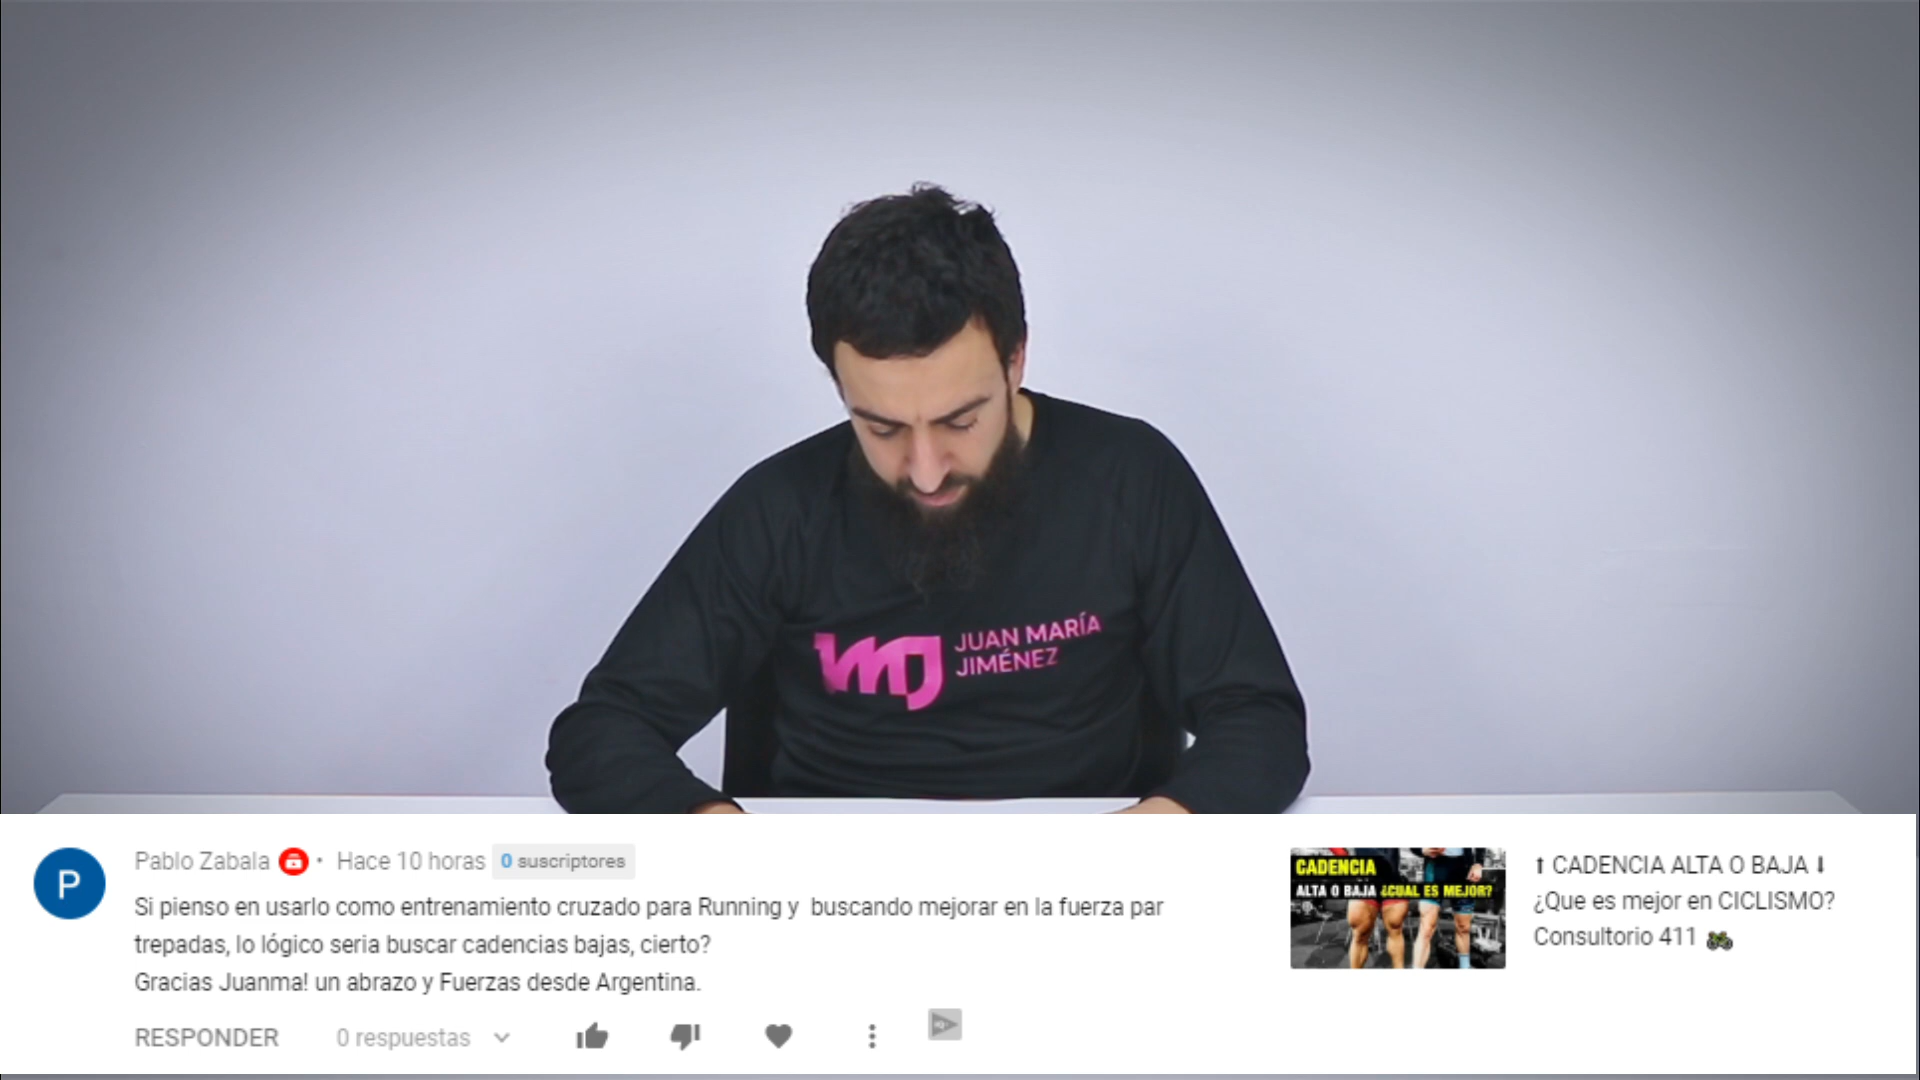 JUAN MARÍA
JIMÉNEZ
P
Pablo Zabala • Hace 10 horas 0 suscriptores
Si pienso en usarlo como entrenamiento cruzado para Running y buscando mejorar en la fuerza par
trepadas, lo lógico seria buscar cadencias bajas, cierto?
Gracias Juanma! un abrazo y Fuerzas desde Argentina.
RESPONDER 0 respuestas
CADENCIA
ALTA O BAJA ¿CUAL ES MEJOR?
⬆ CADENCIA ALTA O BAJA ⬇
¿Que es mejor en CICLISMO?
Consultorio 411 🚵